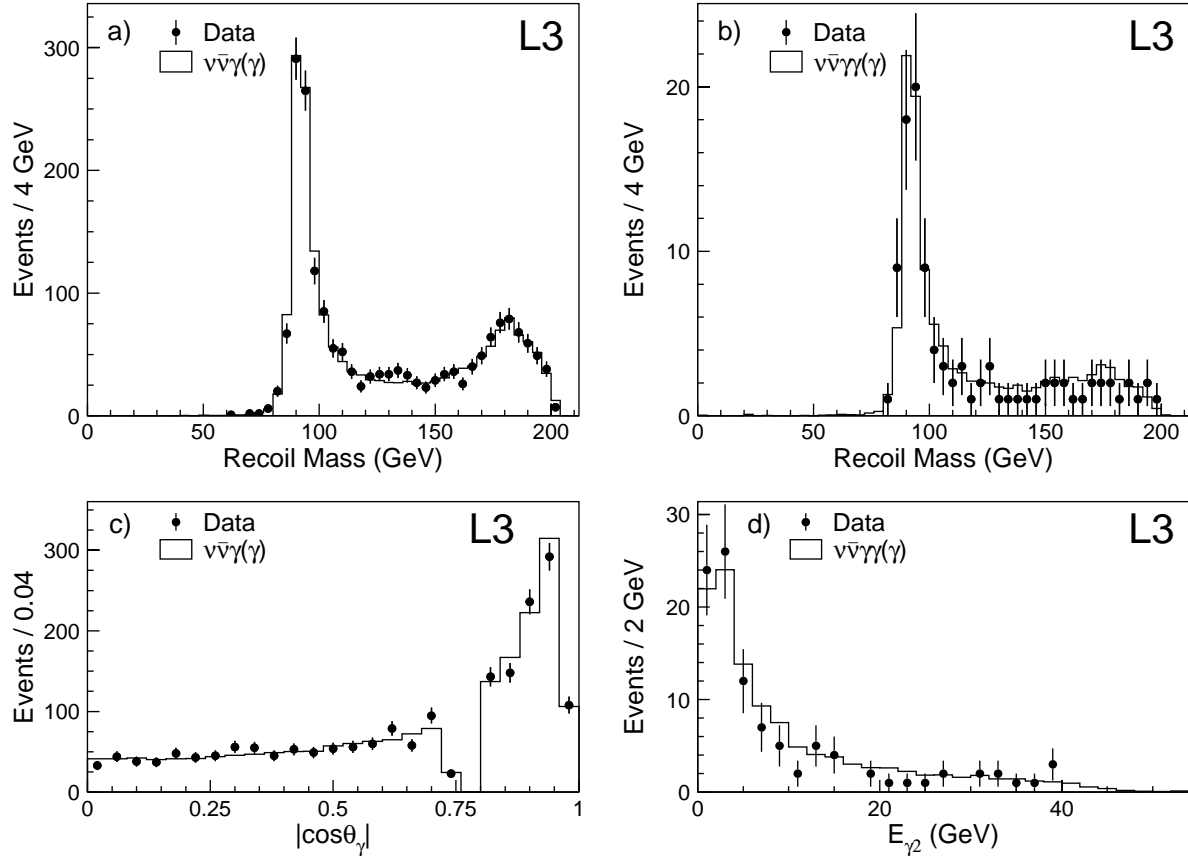 a) Data L3
νν̄γ(γ)
Events / 4 GeV
300
200
100
0
0 50 100 150 200
Recoil Mass (GeV)
b) Data L3
νν̄γγ(γ)
Events / 4 GeV
20
10
0
0 50 100 150 200
Recoil Mass (GeV)
c) Data L3
νν̄γ(γ)
Events / 0.04
300
200
100
0
0 0.25 0.5 0.75 1
|cosθγ|
d) Data L3
νν̄γγ(γ)
Events / 2 GeV
30
20
10
0
0 20 40
Eγ2 (GeV)